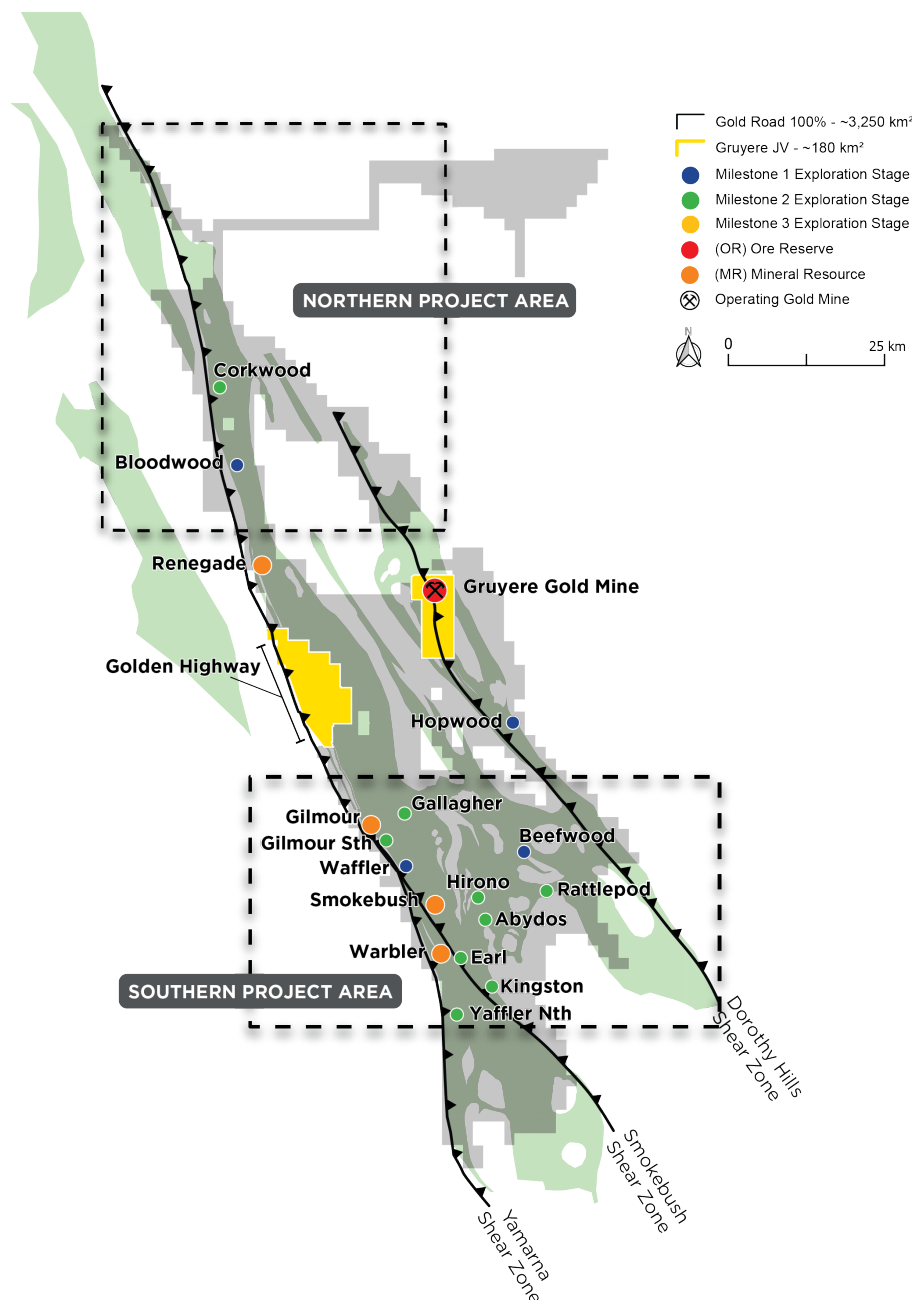 Gold Road 100% - ~3,250 km²
Gruyere JV - ~180 km²
Milestone 1 Exploration Stage
Milestone 2 Exploration Stage
Milestone 3 Exploration Stage
(OR) Ore Reserve
(MR) Mineral Resource
Operating Gold Mine
N
0
25 km
NORTHERN PROJECT AREA
Corkwood
Bloodwood
Renegade
Gruyere Gold Mine
Golden Highway
Hopwood
Gallagher
Gilmour
Gilmour Sth
Beefwood
Waffler
Hirono
Rattlepod
Smokebush
Abydos
Warbler
Earl
Kingston
SOUTHERN PROJECT AREA
Yaffler Nth
Dorothy Hills
Shear Zone
Smokebush
Shear Zone
Yamarna
Shear Zone